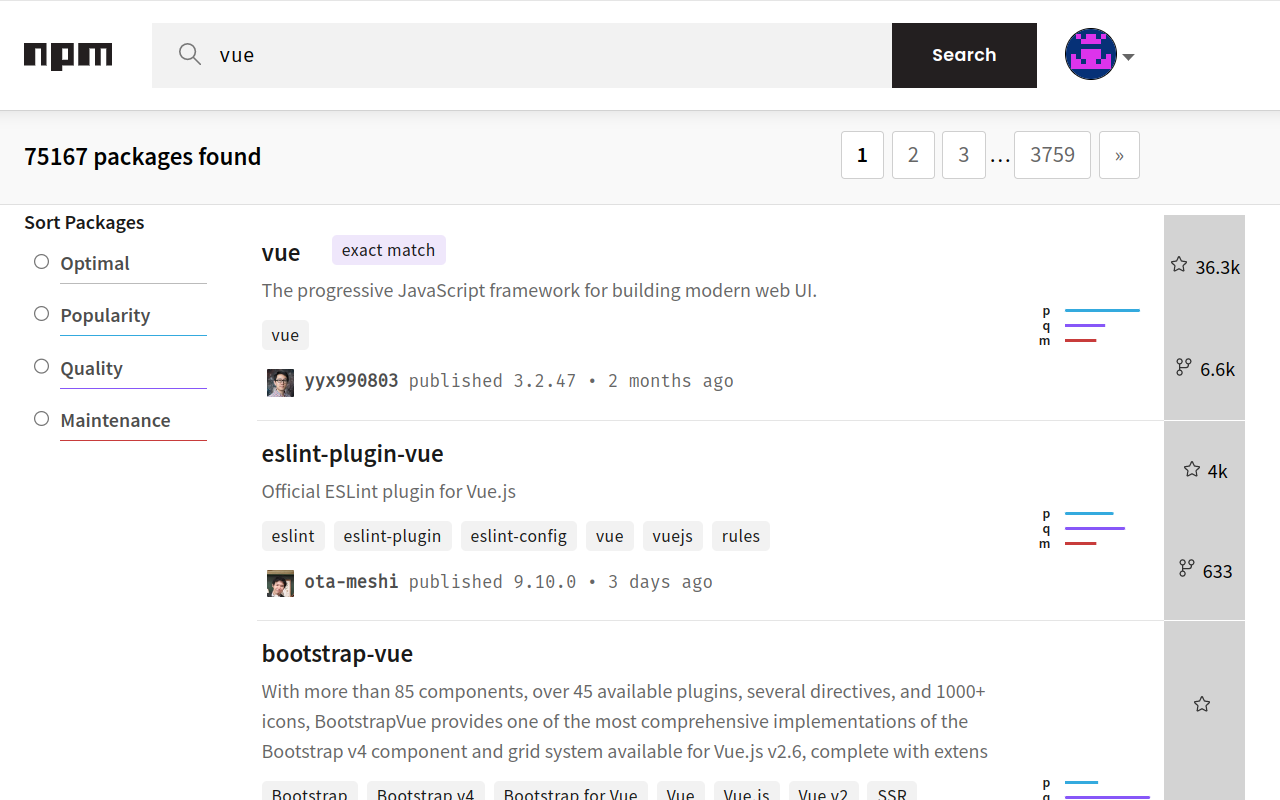 npm
vue
Search
75167 packages found
1 2 3 ... 3759 »
Sort Packages
Optimal
Popularity
Quality
Maintenance
vue exact match
The progressive JavaScript framework for building modern web UI.
vue
yyx990803 published 3.2.47 • 2 months ago
p
q
m
36.3k
6.6k
eslint-plugin-vue
Official ESLint plugin for Vue.js
eslint eslint-plugin eslint-config vue vuejs rules
ota-meshi published 9.10.0 • 3 days ago
p
q
m
4k
633
bootstrap-vue
With more than 85 components, over 45 available plugins, several directives, and 1000+
icons, BootstrapVue provides one of the most comprehensive implementations of the
Bootstrap v4 component and grid system available for Vue.js v2.6, complete with extens
Bootstrap Bootstrap v4 Bootstrap for Vue Vue Vue.js Vue v2 SSR
p
q